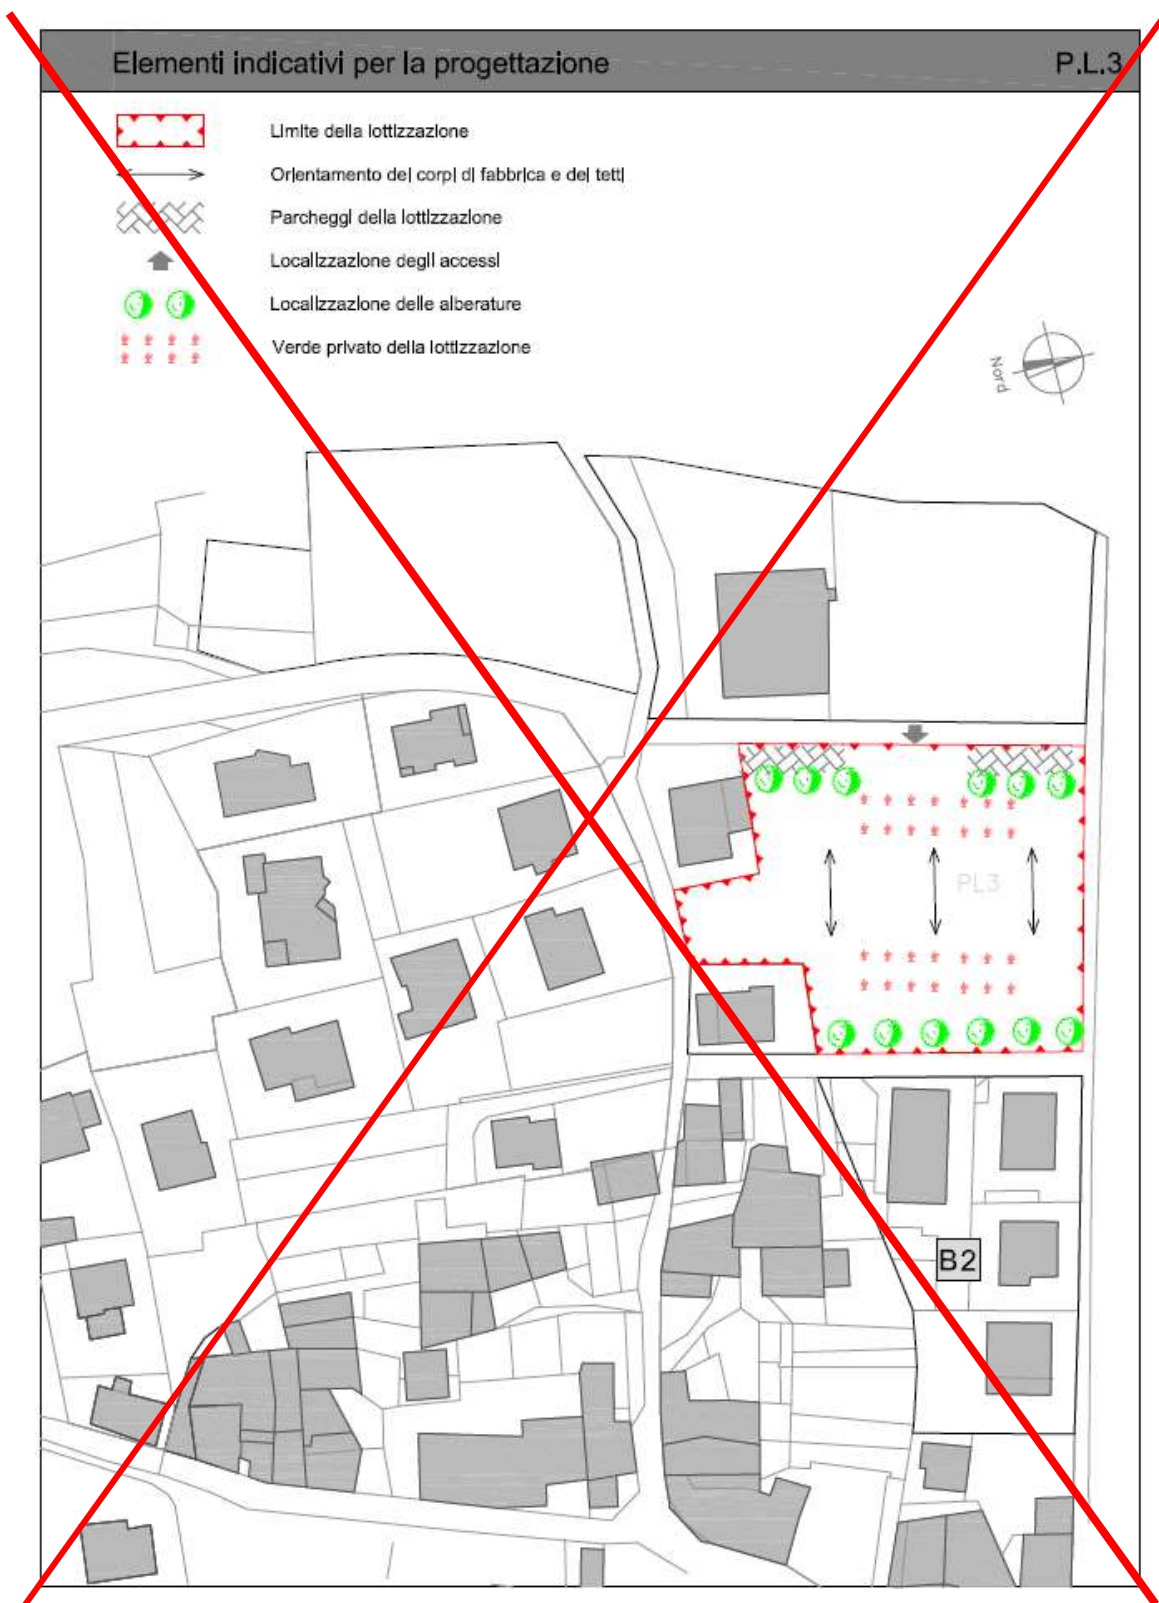 Elementi indicativi per la progettazione P.L.3
Limite della lottizzazione
Orientamento dei corpi di fabbrica e dei tetti
Parcheggi della lottizzazione
Localizzazione degli accessi
Localizzazione delle alberature
Verde privato della lottizzazione
Nord
PL3
B2